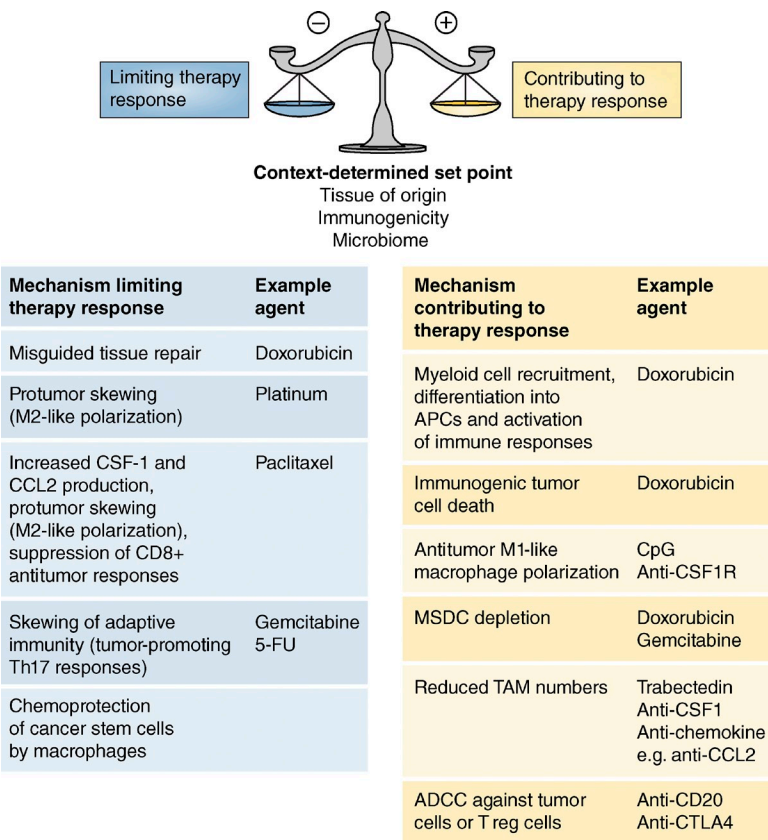 −
+
Limiting therapy
response
Contributing to
therapy response
Context-determined set point
Tissue of origin
Immunogenicity
Microbiome
Mechanism limiting
therapy response
Example
agent
Misguided tissue repair
Doxorubicin
Protumor skewing
(M2-like polarization)
Platinum
Increased CSF-1 and
CCL2 production,
protumor skewing
(M2-like polarization),
suppression of CD8+
antitumor responses
Paclitaxel
Skewing of adaptive
immunity (tumor-promoting
Th17 responses)
Gemcitabine
5-FU
Chemoprotection
of cancer stem cells
by macrophages
Mechanism
contributing to
therapy response
Example
agent
Myeloid cell recruitment,
differentiation into
APCs and activation
of immune responses
Doxorubicin
Immunogenic tumor
cell death
Doxorubicin
Antitumor M1-like
macrophage polarization
CpG
Anti-CSF1R
MSDC depletion
Doxorubicin
Gemcitabine
Reduced TAM numbers
Trabectedin
Anti-CSF1
Anti-chemokine
e.g. anti-CCL2
ADCC against tumor
cells or T reg cells
Anti-CD20
Anti-CTLA4